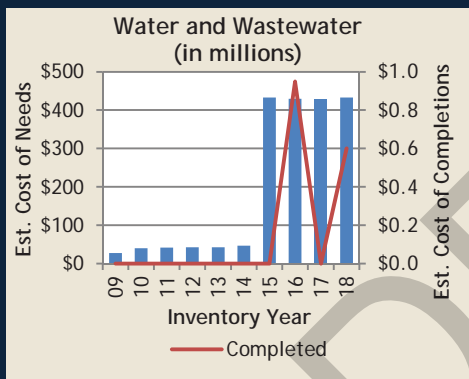 Water and Wastewater
(in millions)
Est. Cost of Needs
$500
$400
$300
$200
$100
$0
$1.0
$0.8
$0.6
$0.4
$0.2
$0.0
Est. Cost of Completions
09 10 11 12 13 14 15 16 17 18
Inventory Year
Completed